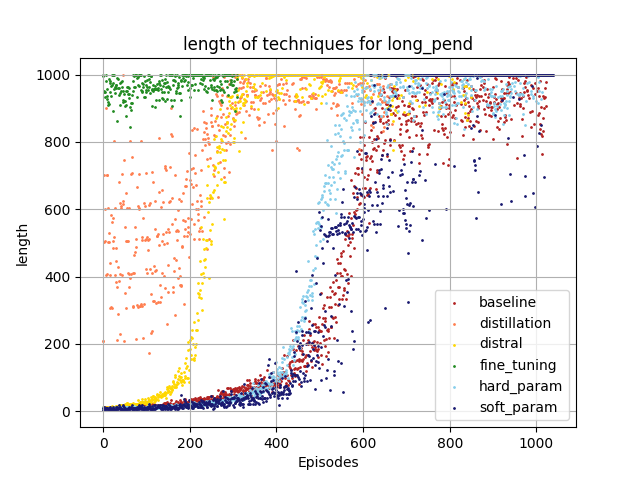 length of techniques for long_pend
length
1000
800
600
400
200
0
0 200 400 600 800 1000
Episodes
baseline
distillation
distral
fine_tuning
hard_param
soft_param